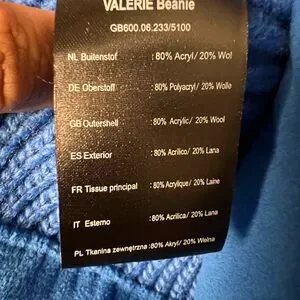 VALERIE Beanie
GB600.06.233/5100
NL Buitenstof : 80% Acryl/ 20% Wol
DE Oberstoff : 80% Polyacryl/ 20% Wolle
GB Outershell : 80% Acrylic/ 20% Wool
ES Exterior : 80% Acrilico/ 20% Lana
FR Tissue principal : 80% Acrylique/ 20% Laine
IT Esterno : 80% Acrilica/ 20% Lana
PL Tkanina zewnętrzna : 80% Akryl/ 20% Wełna